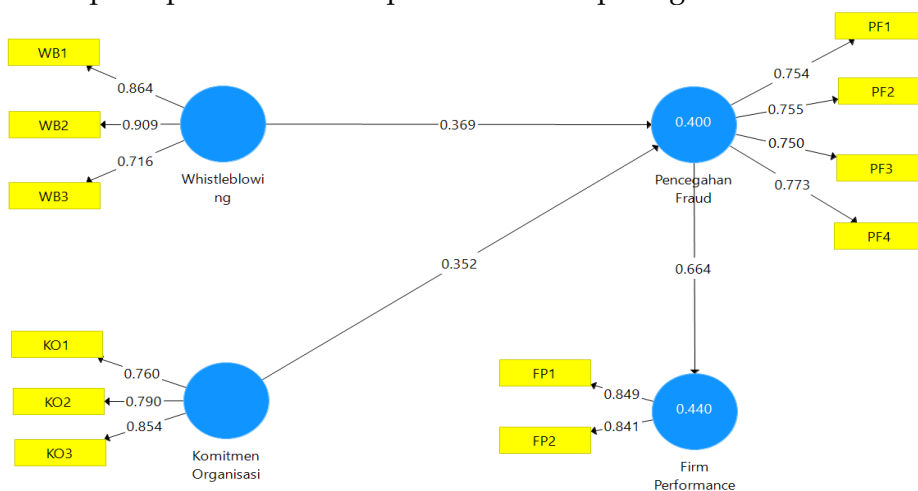 WB1
0.864
WB2
0.909
0.716
WB3
Whistleblowi
ng
0.369
0.400
Pencegahan
Fraud
PF1
0.754
PF2
0.755
0.750
PF3
0.773
PF4
0.352
0.664
KO1
0.760
KO2
0.790
0.854
KO3
Komitmen
Organisasi
FP1
0.849
0.841
FP2
0.440
Firm
Performance